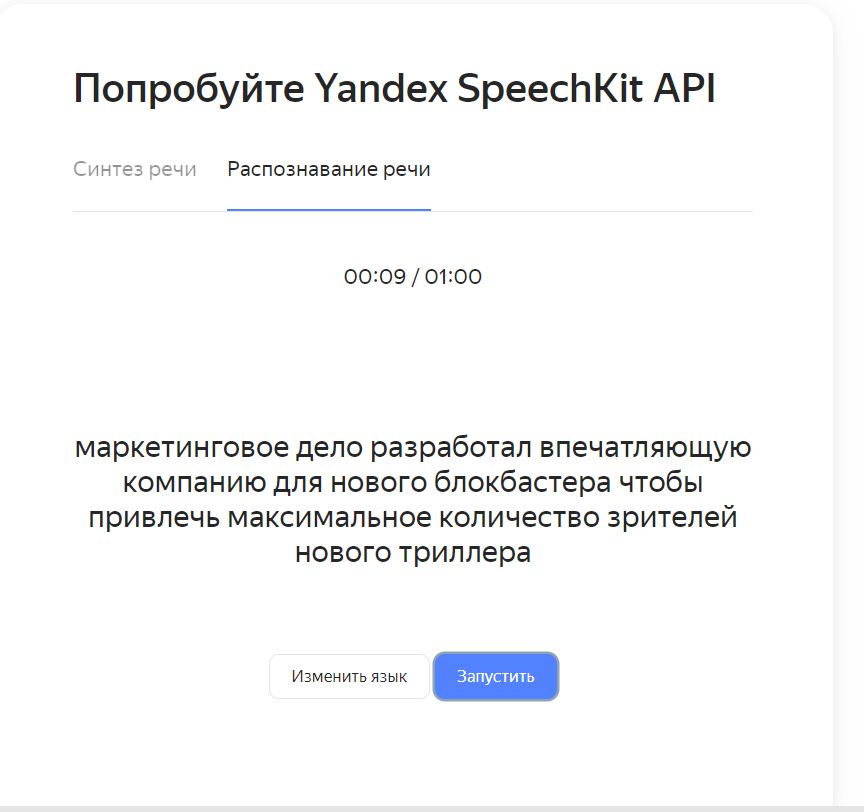 Попробуйте Yandex SpeechKit API
Синтез речи Распознавание речи
00:09 / 01:00
маркетинговое дело разработал впечатляющую
компанию для нового блокбастера чтобы
привлечь максимальное количество зрителей
нового триллера
Изменить язык Запустить